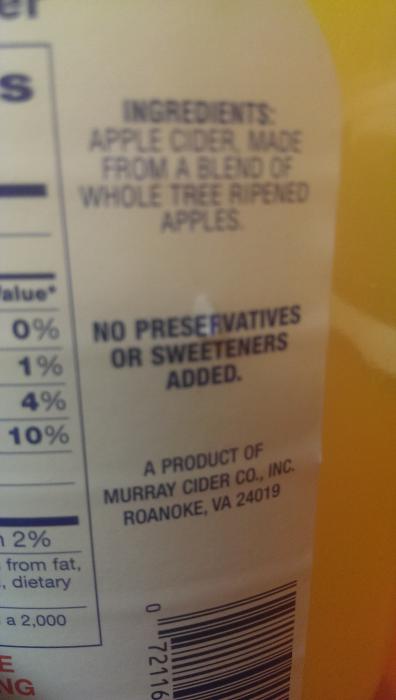 er
s
INGREDIENTS:
APPLE CIDER, MADE
FROM A BLEND OF
WHOLE TREE RIPENED
APPLES.
alue*
0%
1%
4%
10%
NO PRESERVATIVES
OR SWEETENERS
ADDED.
A PRODUCT OF
MURRAY CIDER CO., INC.
ROANOKE, VA 24019
2%
from fat,
, dietary
a 2,000
E
NG
0 72116